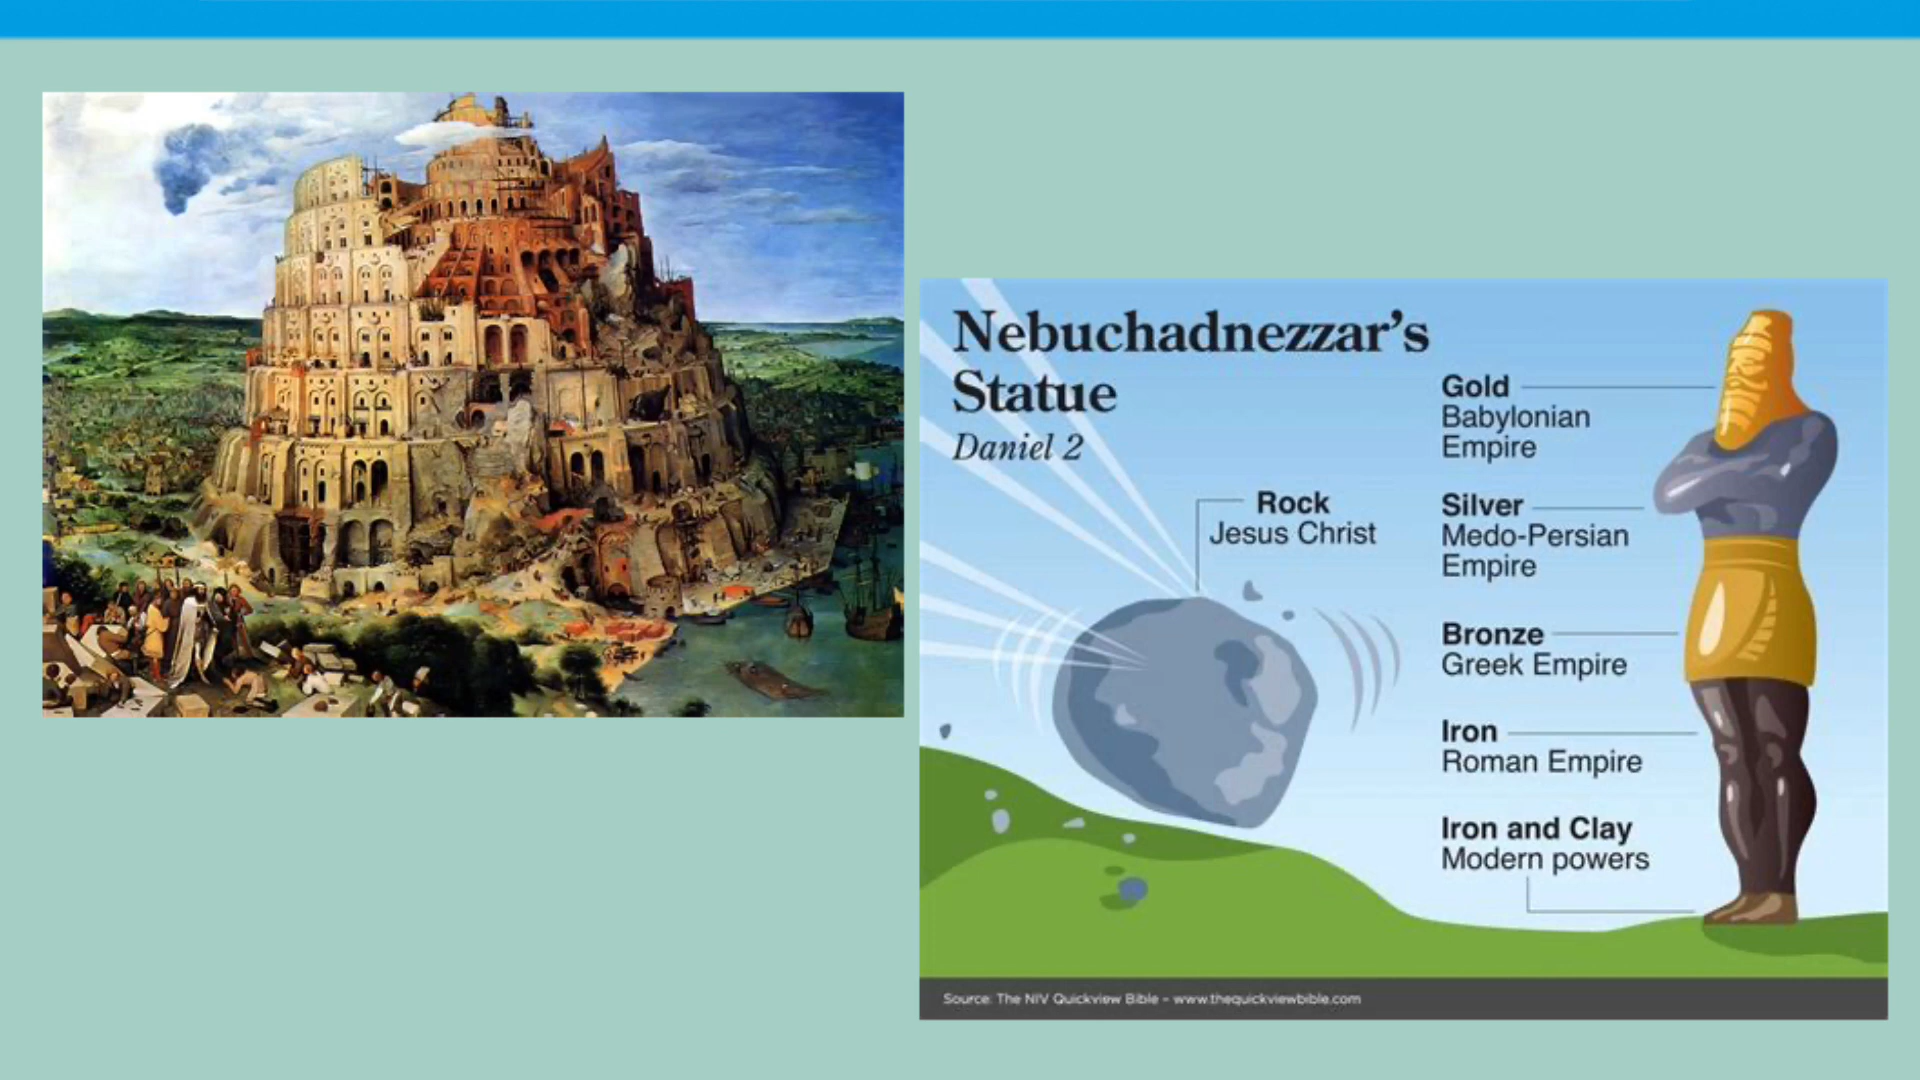 Nebuchadnezzar's
Statue
Daniel 2
Rock
Jesus Christ
Gold
Babylonian
Empire
Silver
Medo-Persian
Empire
Bronze
Greek Empire
Iron
Roman Empire
Iron and Clay
Modern powers
Source: The NIV Quickview Bible – www.thequickviewbible.com